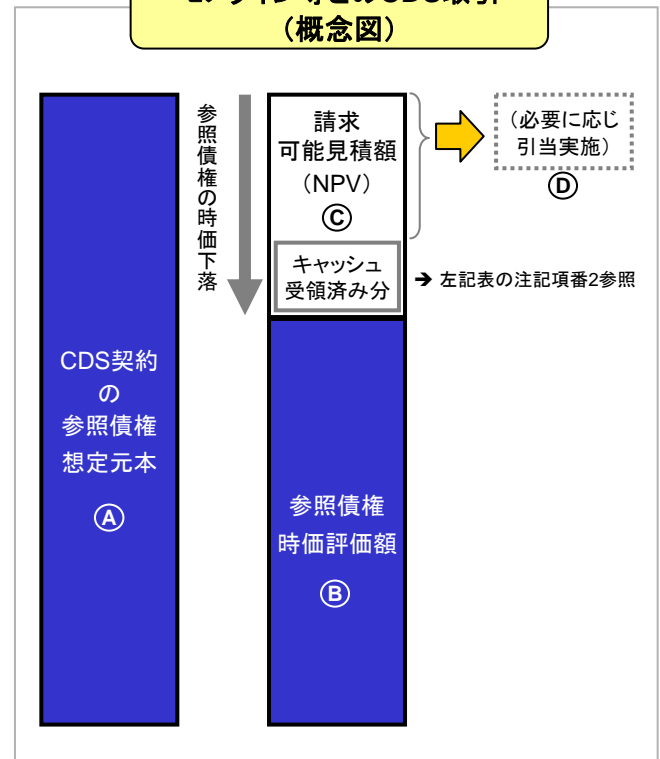 (概念図)
参照債権の時価下落
請求
可能見積額
(NPV)
Ⓒ
キャッシュ
受領済み分
(必要に応じ
引当実施)
Ⓓ
➔ 左記表の注記項番2参照
CDS契約
の
参照債権
想定元本
Ⓐ
参照債権
時価評価額
Ⓑ